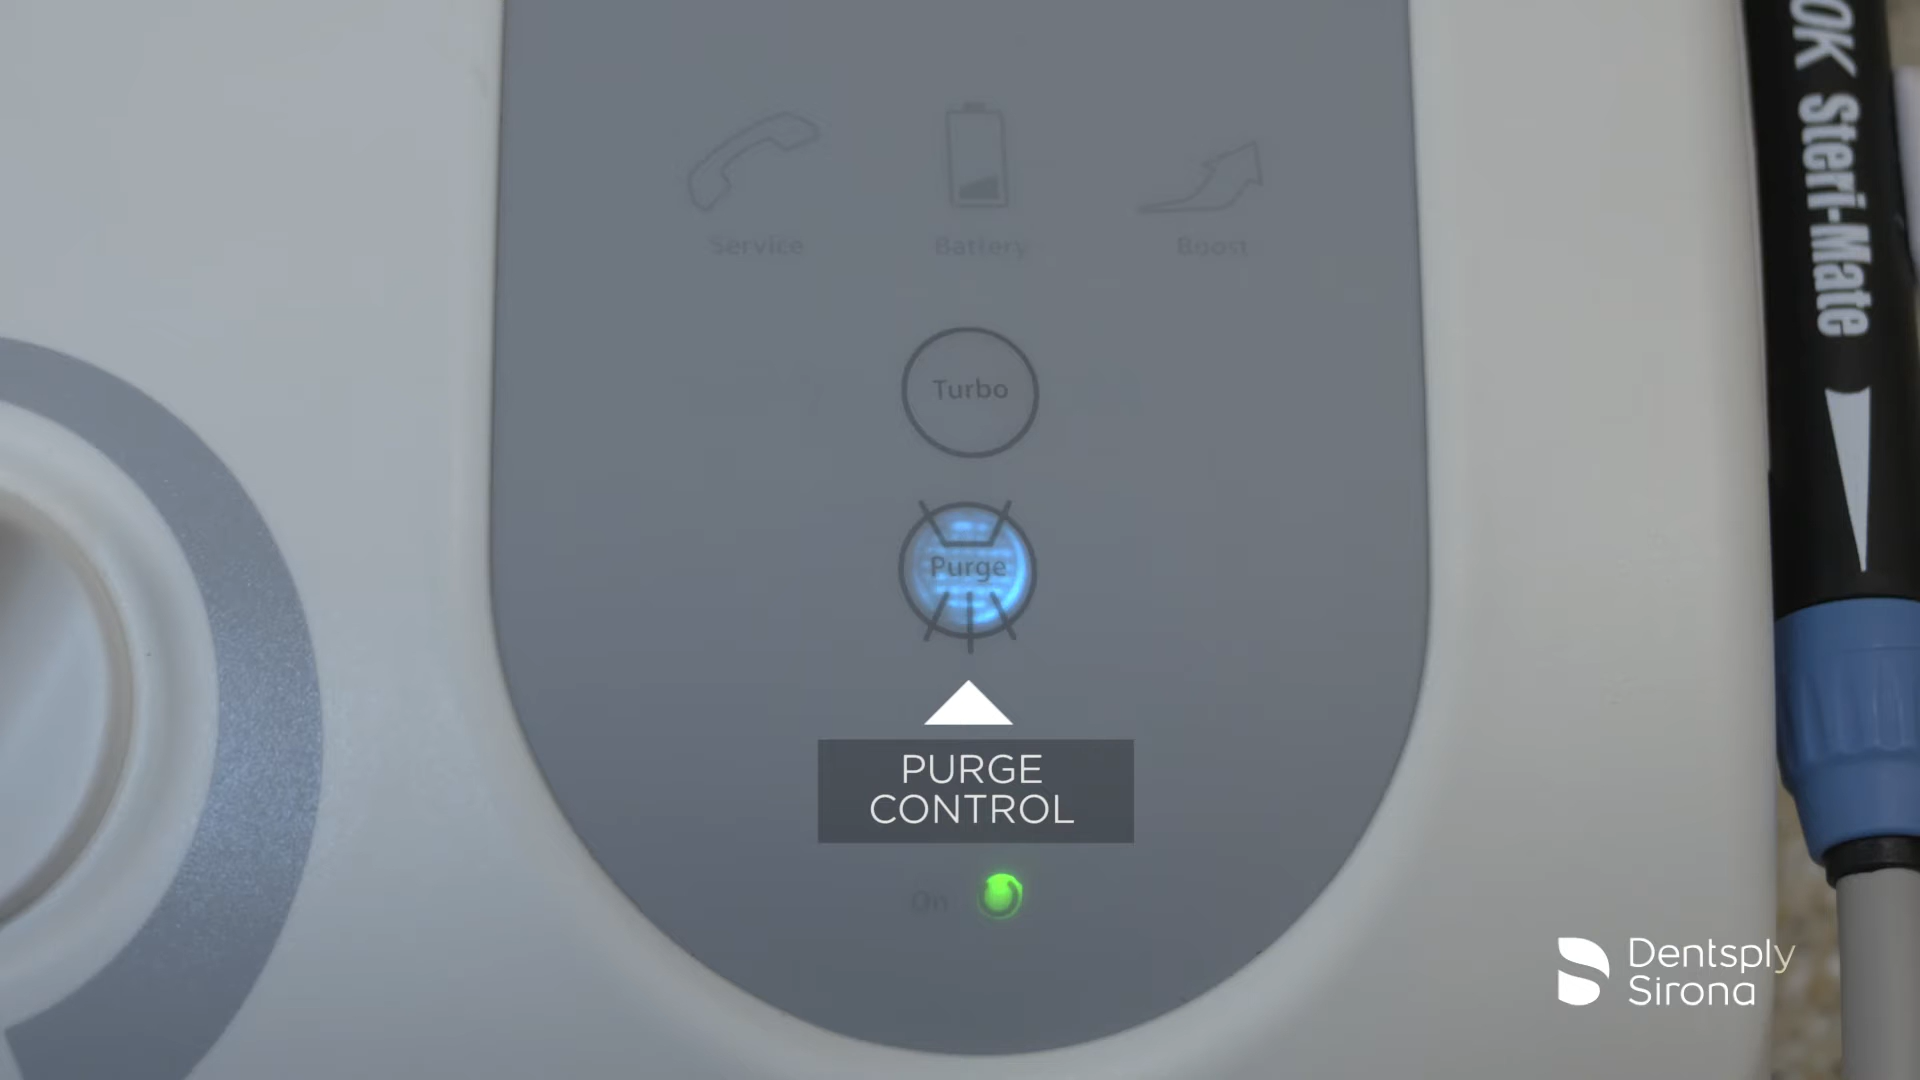 Service
Battery
Boost
Turbo
Purge
PURGE
CONTROL
On
0K Steri-Mate
Dentsply
Sirona